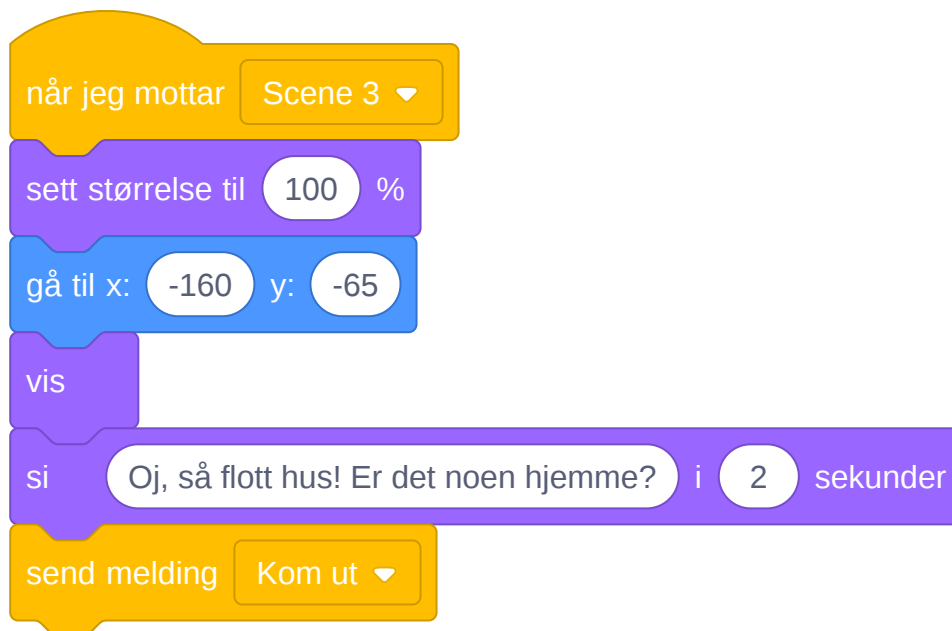 når jeg mottar Scene 3
sett størrelse til 100 %
gå til x: -160 y: -65
vis
si Oj, så flott hus! Er det noen hjemme? i 2 sekunder
send melding Kom ut